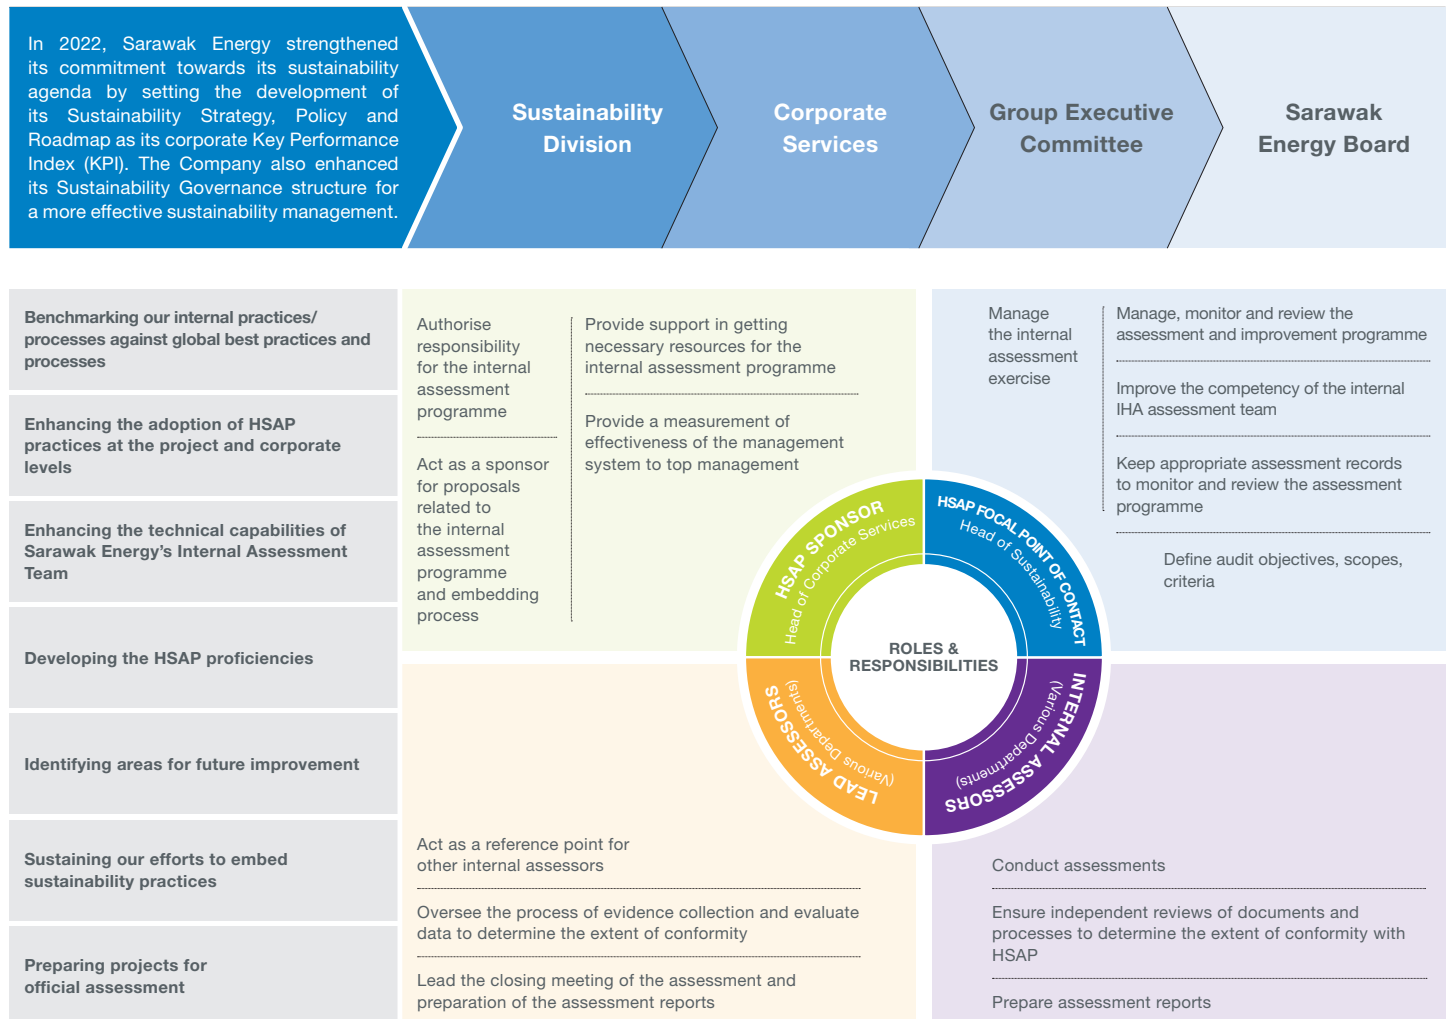 In 2022, Sarawak Energy strengthened
its commitment towards its sustainability
agenda by setting the development of
its Sustainability Strategy, Policy and
Roadmap as its corporate Key Performance
Index (KPI). The Company also enhanced
its Sustainability Governance structure for
a more effective sustainability management.
Sustainability
Division
Corporate
Services
Group Executive
Committee
Sarawak
Energy Board
Benchmarking our internal practices/
processes against global best practices and
processes
Enhancing the adoption of HSAP
practices at the project and corporate
levels
Enhancing the technical capabilities of
Sarawak Energy’s Internal Assessment
Team
Developing the HSAP proficiencies
Identifying areas for future improvement
Sustaining our efforts to embed
sustainability practices
Preparing projects for
official assessment
Authorise
responsibility
for the internal
assessment
programme
Act as a sponsor
for proposals
related to
the internal
assessment
programme
and embedding
process
Provide support in getting
necessary resources for the
internal assessment programme
Provide a measurement of
effectiveness of the management
system to top management
Manage
the internal
assessment
exercise
Manage, monitor and review the
assessment and improvement programme
Improve the competency of the internal
IHA assessment team
Keep appropriate assessment records
to monitor and review the assessment
programme
Define audit objectives, scopes,
criteria
HSAP SPONSOR
Head of Corporate Services
HSAP FOCAL POINT OF CONTACT
Head of Sustainability
ROLES &
RESPONSIBILITIES
LEAD ASSESSORS
(Various Departments)
INTERNAL ASSESSORS
(Various Departments)
Act as a reference point for
other internal assessors
Oversee the process of evidence collection and evaluate
data to determine the extent of conformity
Lead the closing meeting of the assessment and
preparation of the assessment reports
Conduct assessments
Ensure independent reviews of documents and
processes to determine the extent of conformity with
HSAP
Prepare assessment reports